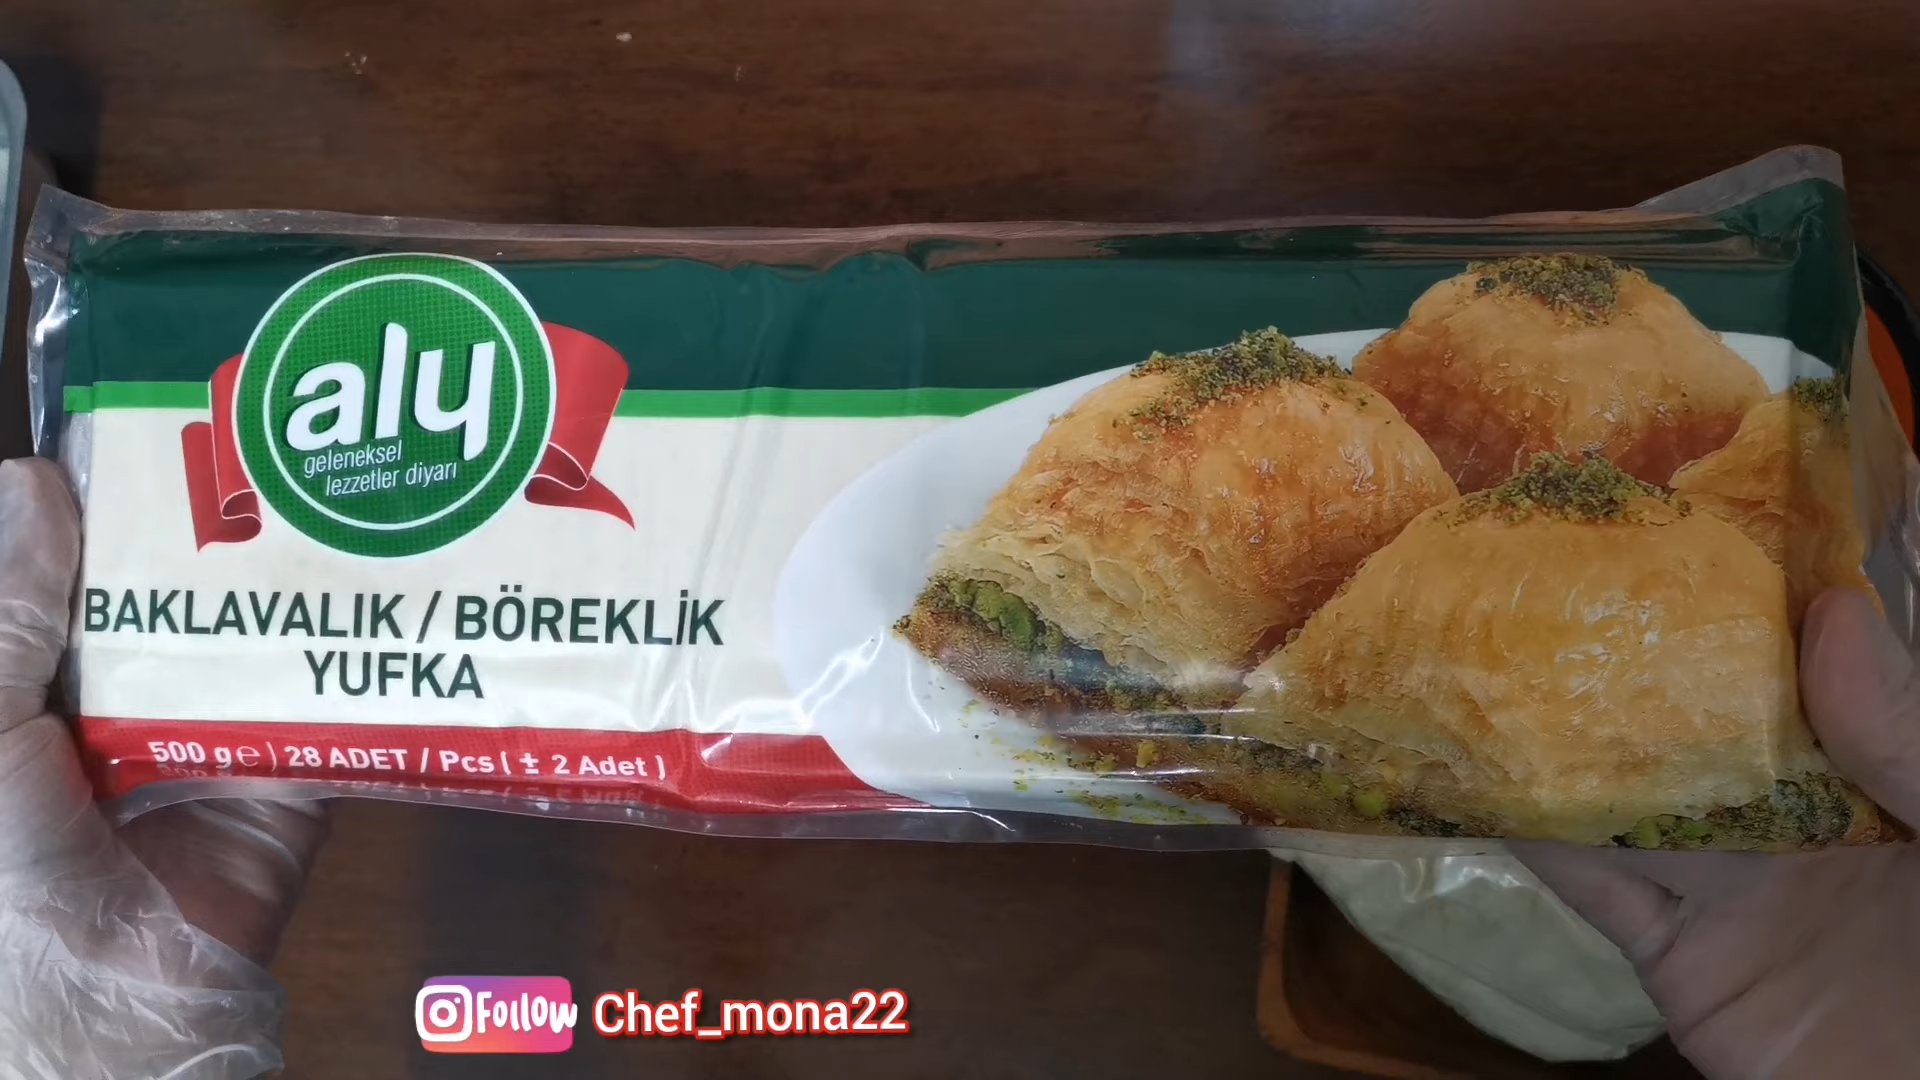 aly
geleneksel
lezzetler diyarı
BAKLAVALIK / BÖREKLİK
YUFKA
500 g e | 28 ADET / Pcs ( ± 2 Adet )
Follow Chef_mona22